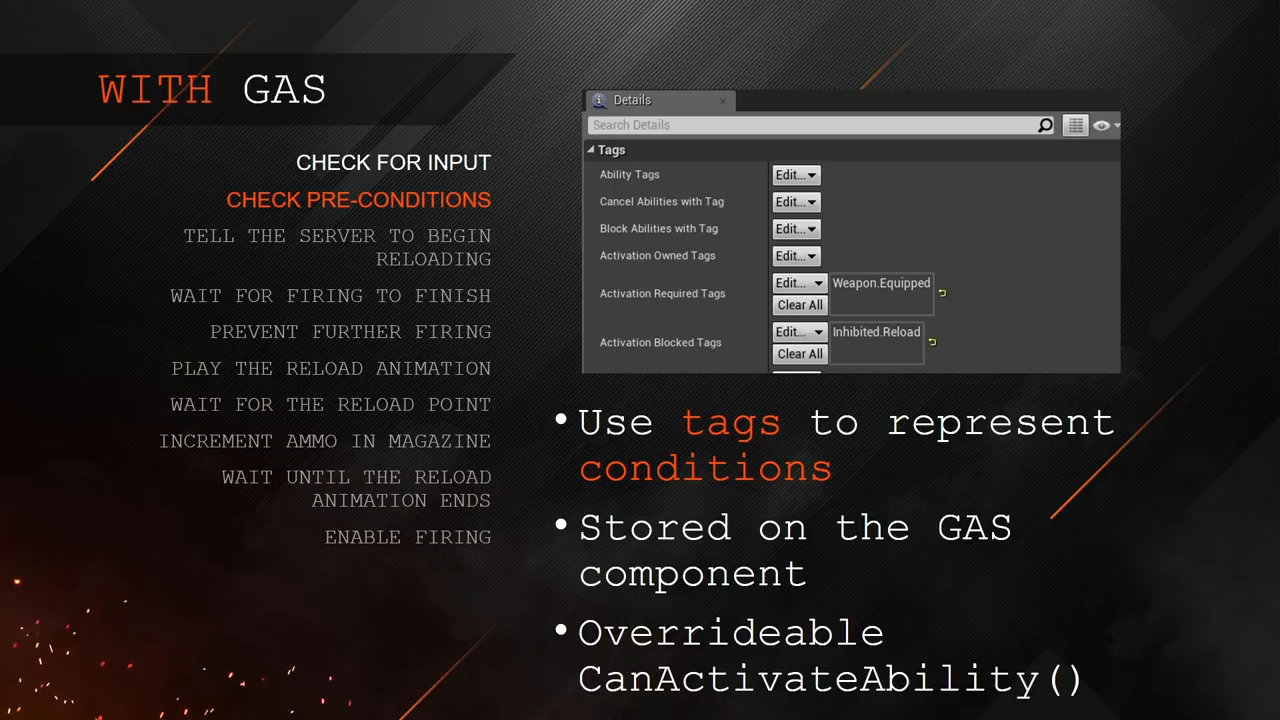 WITH GAS
CHECK FOR INPUT
CHECK PRE-CONDITIONS
TELL THE SERVER TO BEGIN
RELOADING
WAIT FOR FIRING TO FINISH
PREVENT FURTHER FIRING
PLAY THE RELOAD ANIMATION
WAIT FOR THE RELOAD POINT
INCREMENT AMMO IN MAGAZINE
WAIT UNTIL THE RELOAD
ANIMATION ENDS
ENABLE FIRING
Details
Search Details
Tags
Ability Tags Edit...
Cancel Abilities with Tag Edit...
Block Abilities with Tag Edit...
Activation Owned Tags Edit...
Activation Required Tags Edit... Weapon.Equipped
Clear All
Activation Blocked Tags Edit... Inhibited.Reload
Clear All
• Use tags to represent
conditions
• Stored on the GAS
component
• Overrideable
CanActivateAbility()